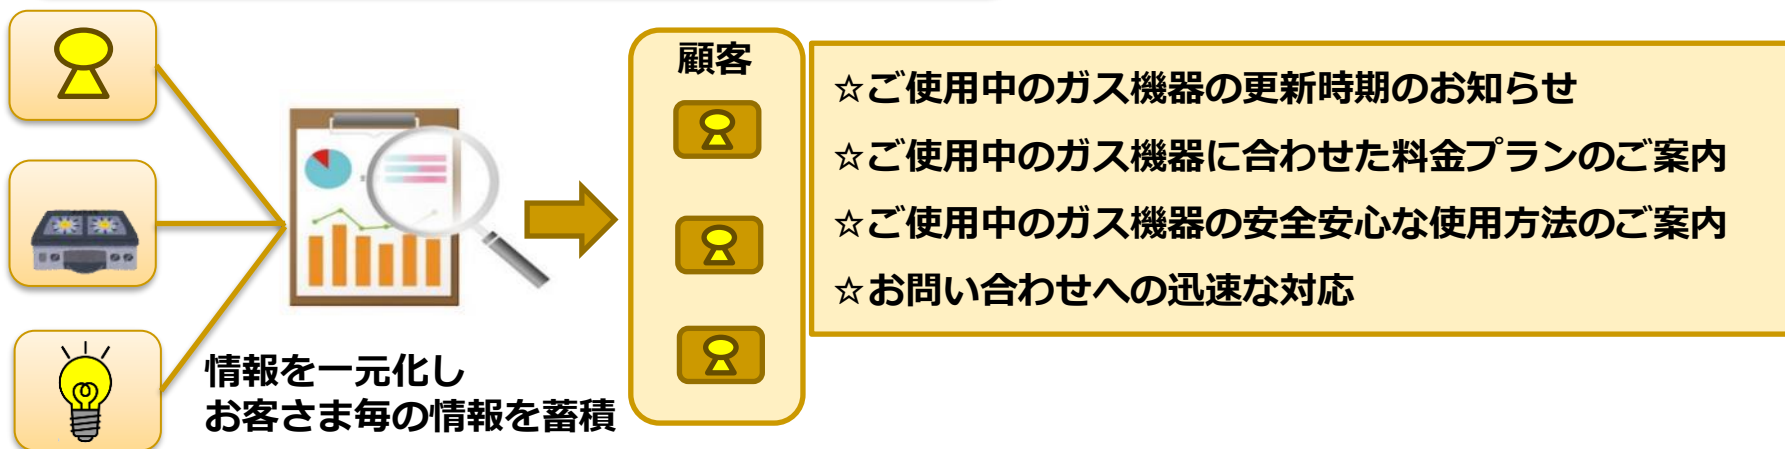 顧客
☆ご使用中のガス機器の更新時期のお知らせ
☆ご使用中のガス機器に合わせた料金プランのご案内
☆ご使用中のガス機器の安全安心な使用方法のご案内
☆お問い合わせへの迅速な対応
情報を一元化し
お客さま毎の情報を蓄積